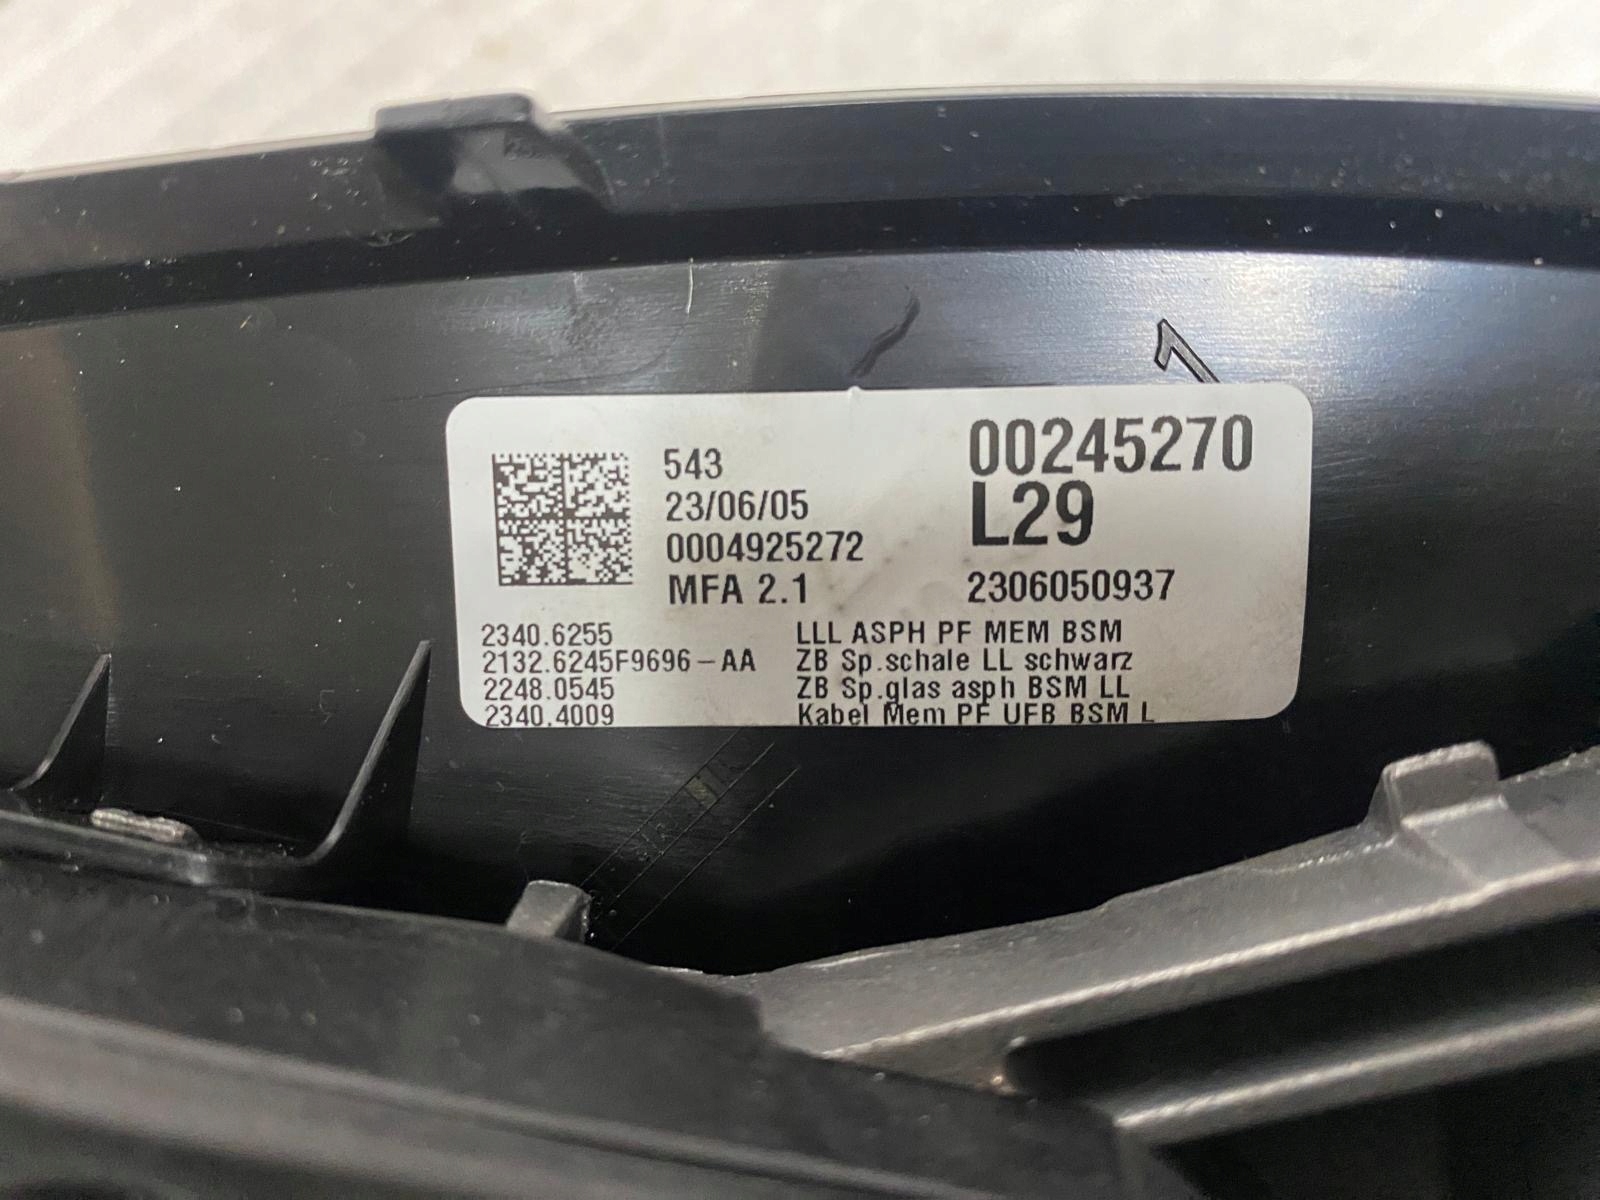 543
23/06/05
0004925272
MFA 2.1
00245270
L29
2306050937
2340.6255 LLL ASPH PF MEM BSM
2132.6245F9696-AA ZB Sp.schale LL schwarz
2248.0545 ZB Sp.glas asph BSM LL
2340.4009 Kabel Mem PF UFB BSM L